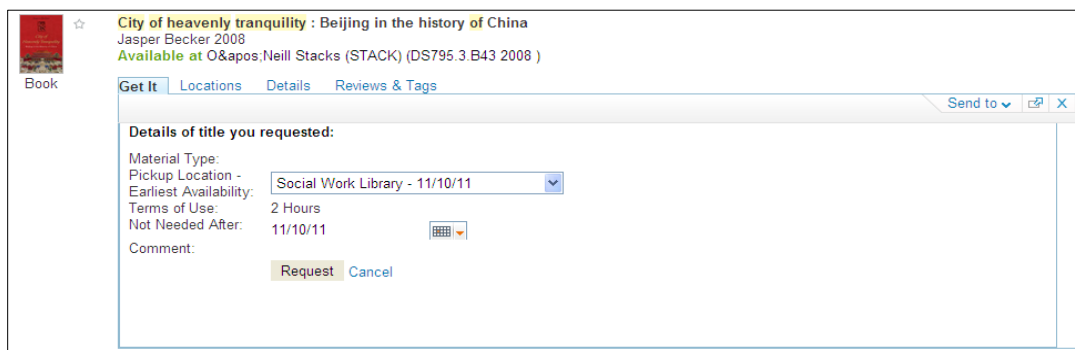 City of heavenly tranquility : Beijing in the history of China
Jasper Becker 2008
Available at O&apos;Neill Stacks (STACK) (DS795.3.B43 2008 )
Book
Get It Locations Details Reviews & Tags
Send to
Details of title you requested:
Material Type:
Pickup Location -
Earliest Availability: Social Work Library - 11/10/11
Terms of Use: 2 Hours
Not Needed After: 11/10/11
Comment:
Request Cancel